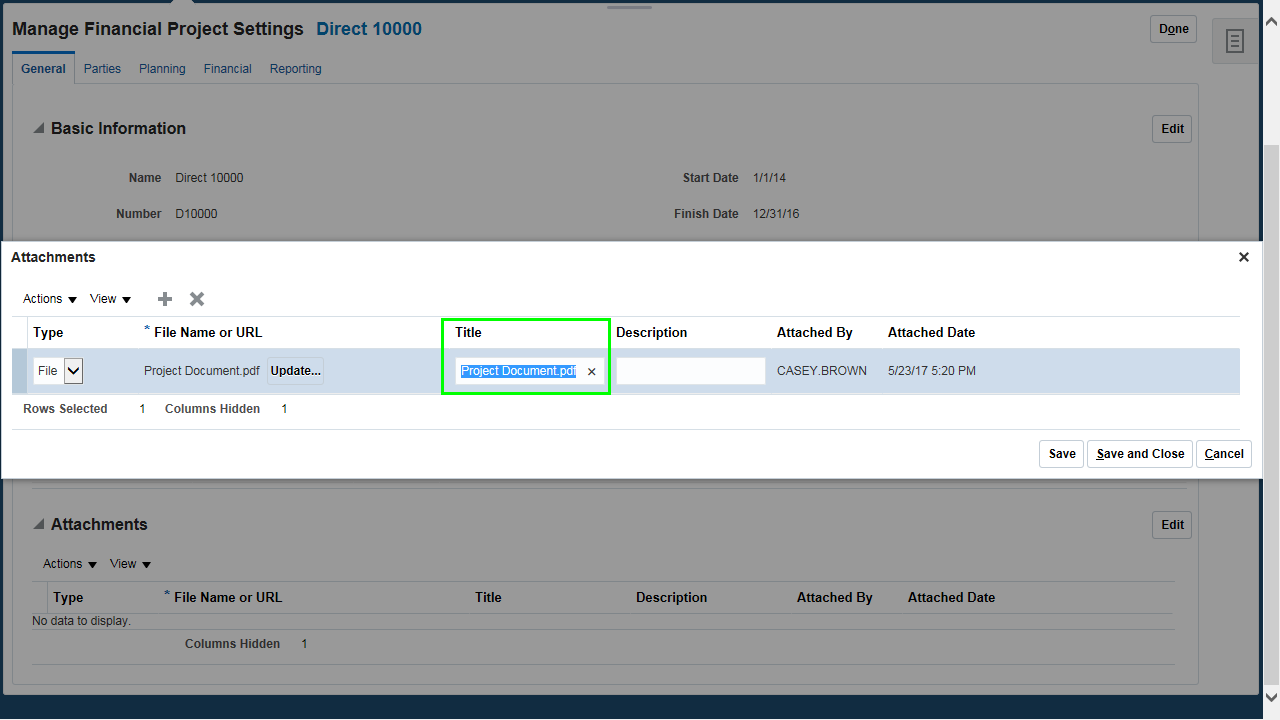 Manage Financial Project Settings Direct 10000
Done
General Parties Planning Financial Reporting
Basic Information
Edit
Name Direct 10000 Start Date 1/1/14
Number D10000 Finish Date 12/31/16
Attachments
Actions View
Type * File Name or URL Title Description Attached By Attached Date
File Project Document.pdf Update... Project Document.pdf CASEY.BROWN 5/23/17 5:20 PM
Rows Selected 1 Columns Hidden 1
Save Save and Close Cancel
Attachments
Edit
Actions View
Type * File Name or URL Title Description Attached By Attached Date
No data to display.
Columns Hidden 1